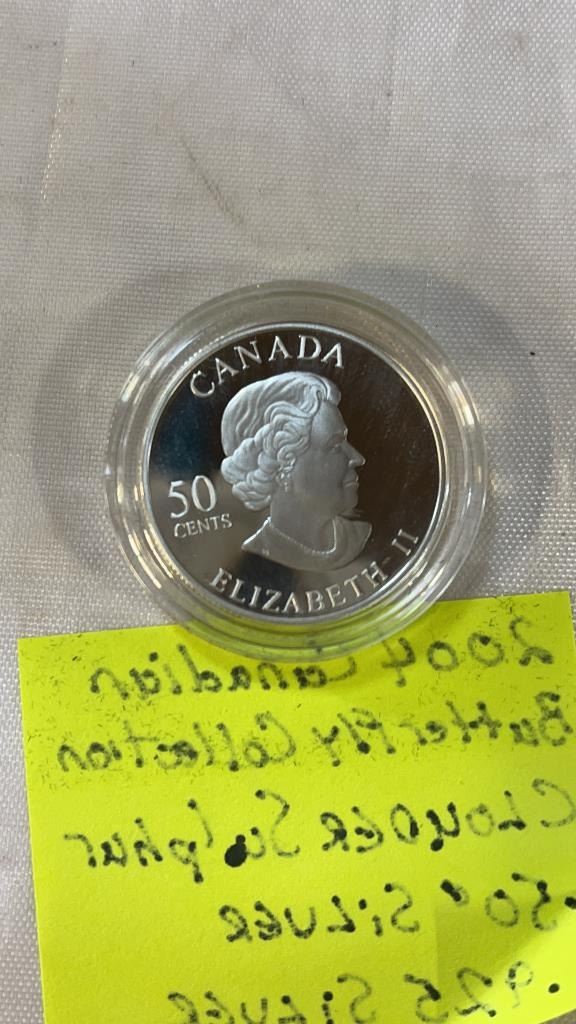 CANADA
50
CENTS
ELIZABETH II
2004 Canadian
Butterfly Collection
CLOUDED Sulphur
.50¢ SiLVER
.925 SiLVER